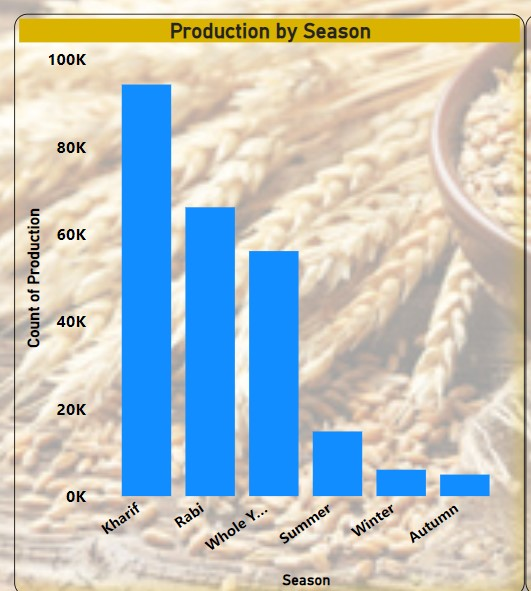 Production by Season
100K
80K
60K
40K
20K
0K
Count of Production
Kharif
Rabi
Whole Y...
Summer
Winter
Autumn
Season